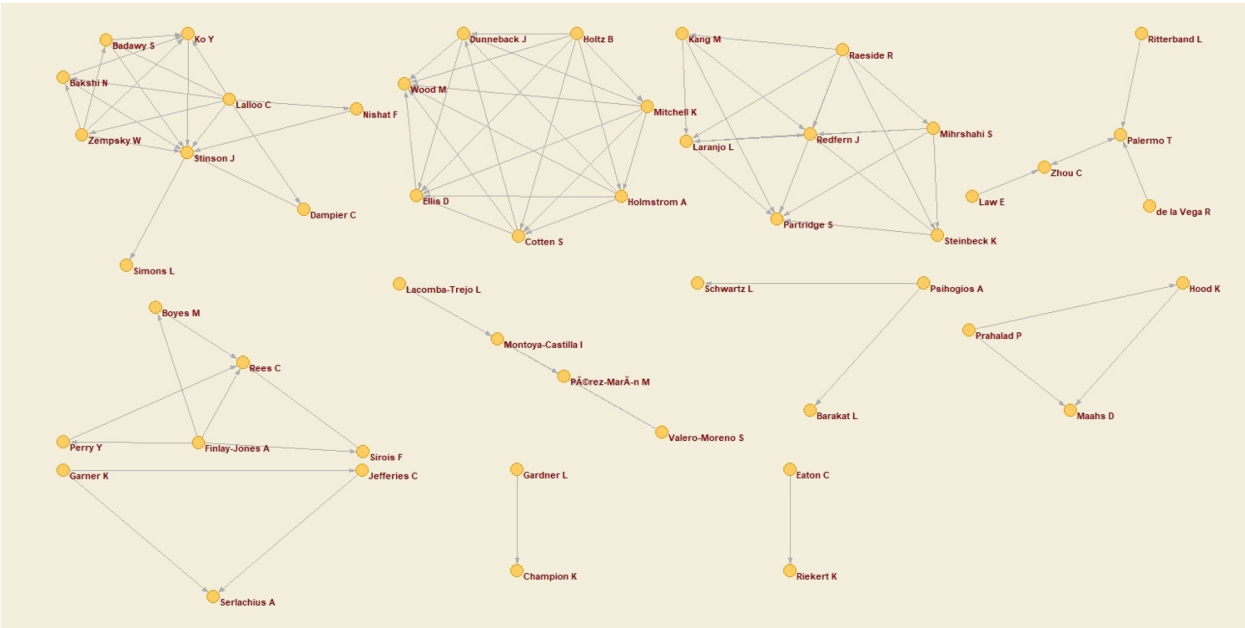 Badawy S
Ko Y
Bakshi N
Lalloo C
Nishat F
Zempsky W
Stinson J
Dampier C
Simons L
Dunneback J
Holtz B
Wood M
Mitchell K
Ellis D
Holmstrom A
Cotten S
Kang M
Raeside R
Laranjo L
Redfern J
Mihrshahi S
Partridge S
Steinbeck K
Ritterband L
Palermo T
Zhou C
Law E
de la Vega R
Boyes M
Rees C
Perry Y
Finlay-Jones A
Sirois F
Lacomba-Trejo L
Montoya-Castilla I
PÃ©rez-MarÃ-n M
Valero-Moreno S
Schwartz L
Psihogios A
Barakat L
Hood K
Prahalad P
Maahs D
Garner K
Jefferies C
Serlachius A
Gardner L
Champion K
Eaton C
Riekert K